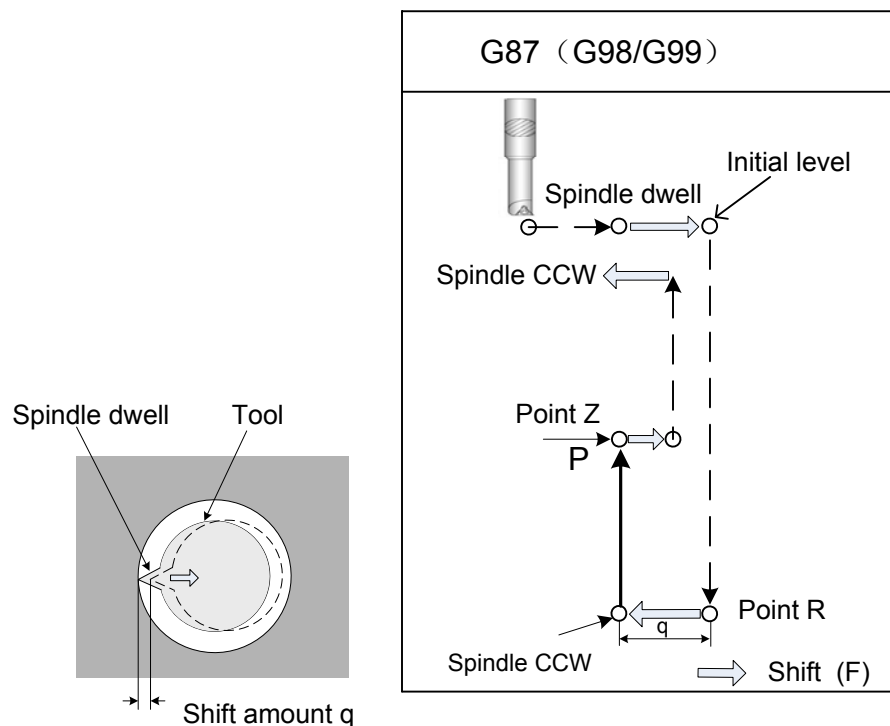 G87（G98/G99）
Initial level
Spindle dwell
Spindle CCW
Point Z
P
Point R
q
Spindle CCW
Shift (F)
Spindle dwell
Tool
Shift amount q